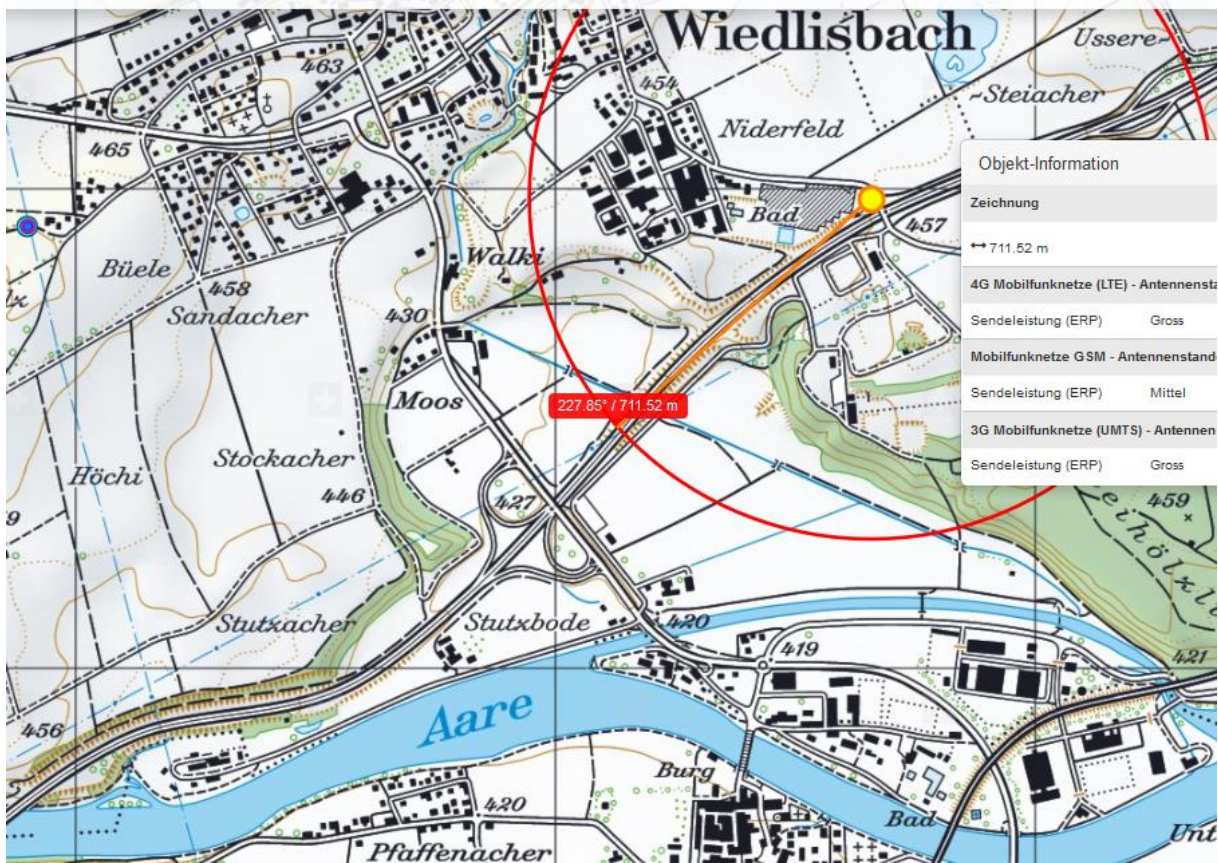 Wiedlisbach
Ussere-
463
454
-Steiacher
Niderfeld
465
Bad
457
Walki
Büele
458
Sandacher
430
Moos
227.85° / 711.52 m
Stockacher
Höchi
446
427
459
Zeihölzli
9
Stutzacher
Stutzbode
420
419
421
456
Aare
Burg
420
Bad
Pfaffenacher
Unt
Objekt-Information
Zeichnung
↔ 711.52 m
4G Mobilfunknetze (LTE) - Antennensta
Sendeleistung (ERP) Gross
Mobilfunknetze GSM - Antennenstand
Sendeleistung (ERP) Mittel
3G Mobilfunknetze (UMTS) - Antennen
Sendeleistung (ERP) Gross